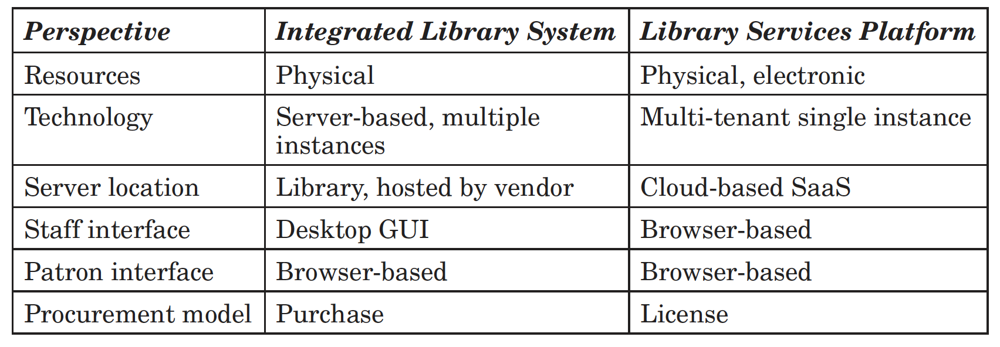 Perspective Integrated Library System Library Services Platform
Resources Physical Physical, electronic
Technology Server-based, multiple Multi-tenant single instance
instances
Server location Library, hosted by vendor Cloud-based SaaS
Staff interface Desktop GUI Browser-based
Patron interface Browser-based Browser-based
Procurement model Purchase License